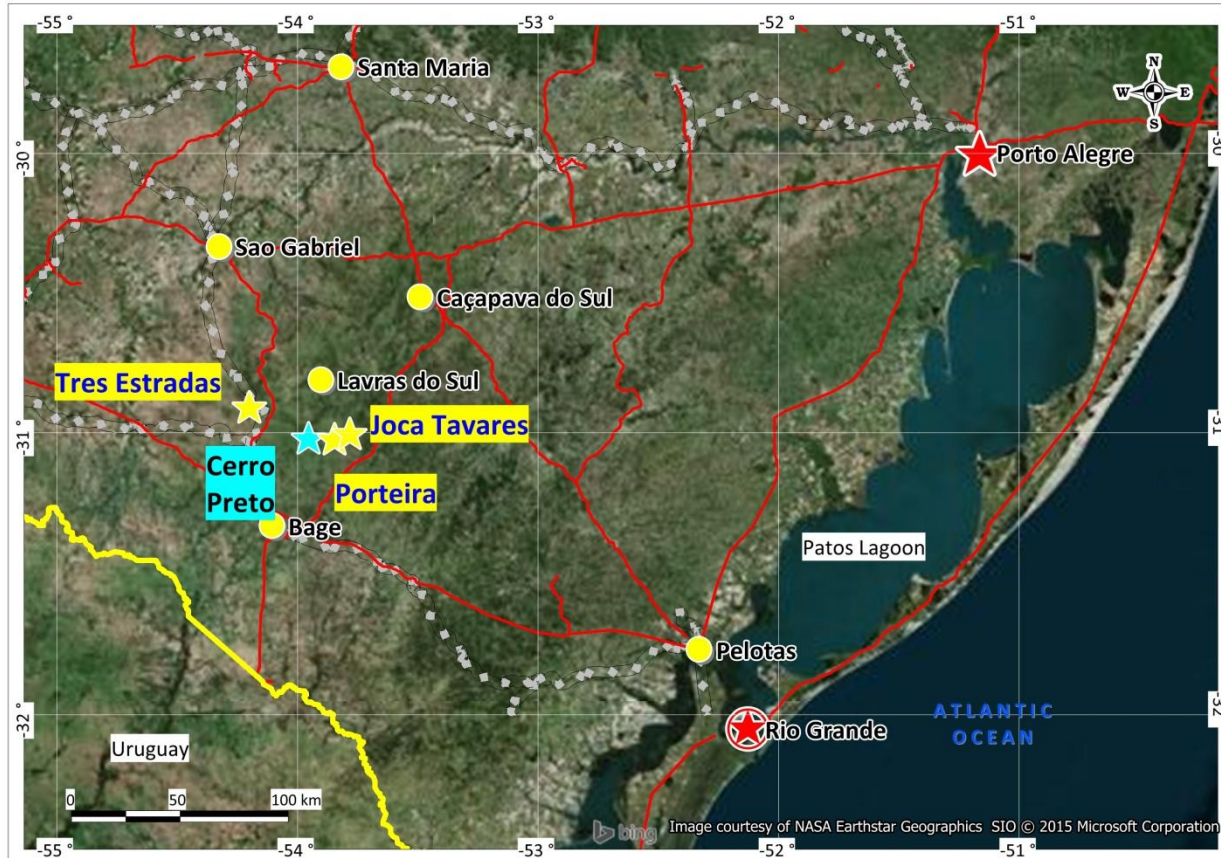 -55° -54° -53° -52° -51°
N
W E
S
Santa Maria
-30° -30°
Porto Alegre
Sao Gabriel
Caçapava do Sul
Tres Estradas
Lavras do Sul
Joca Tavares
-31° -31°
Cerro
Preto
Porteira
Bage
Patos Lagoon
Pelotas
-32° -32°
Rio Grande
ATLANTIC
OCEAN
Uruguay
0 50 100 km
bing
Image courtesy of NASA Earthstar Geographics SIO © 2015 Microsoft Corporation
-55° -54° -53° -52° -51°